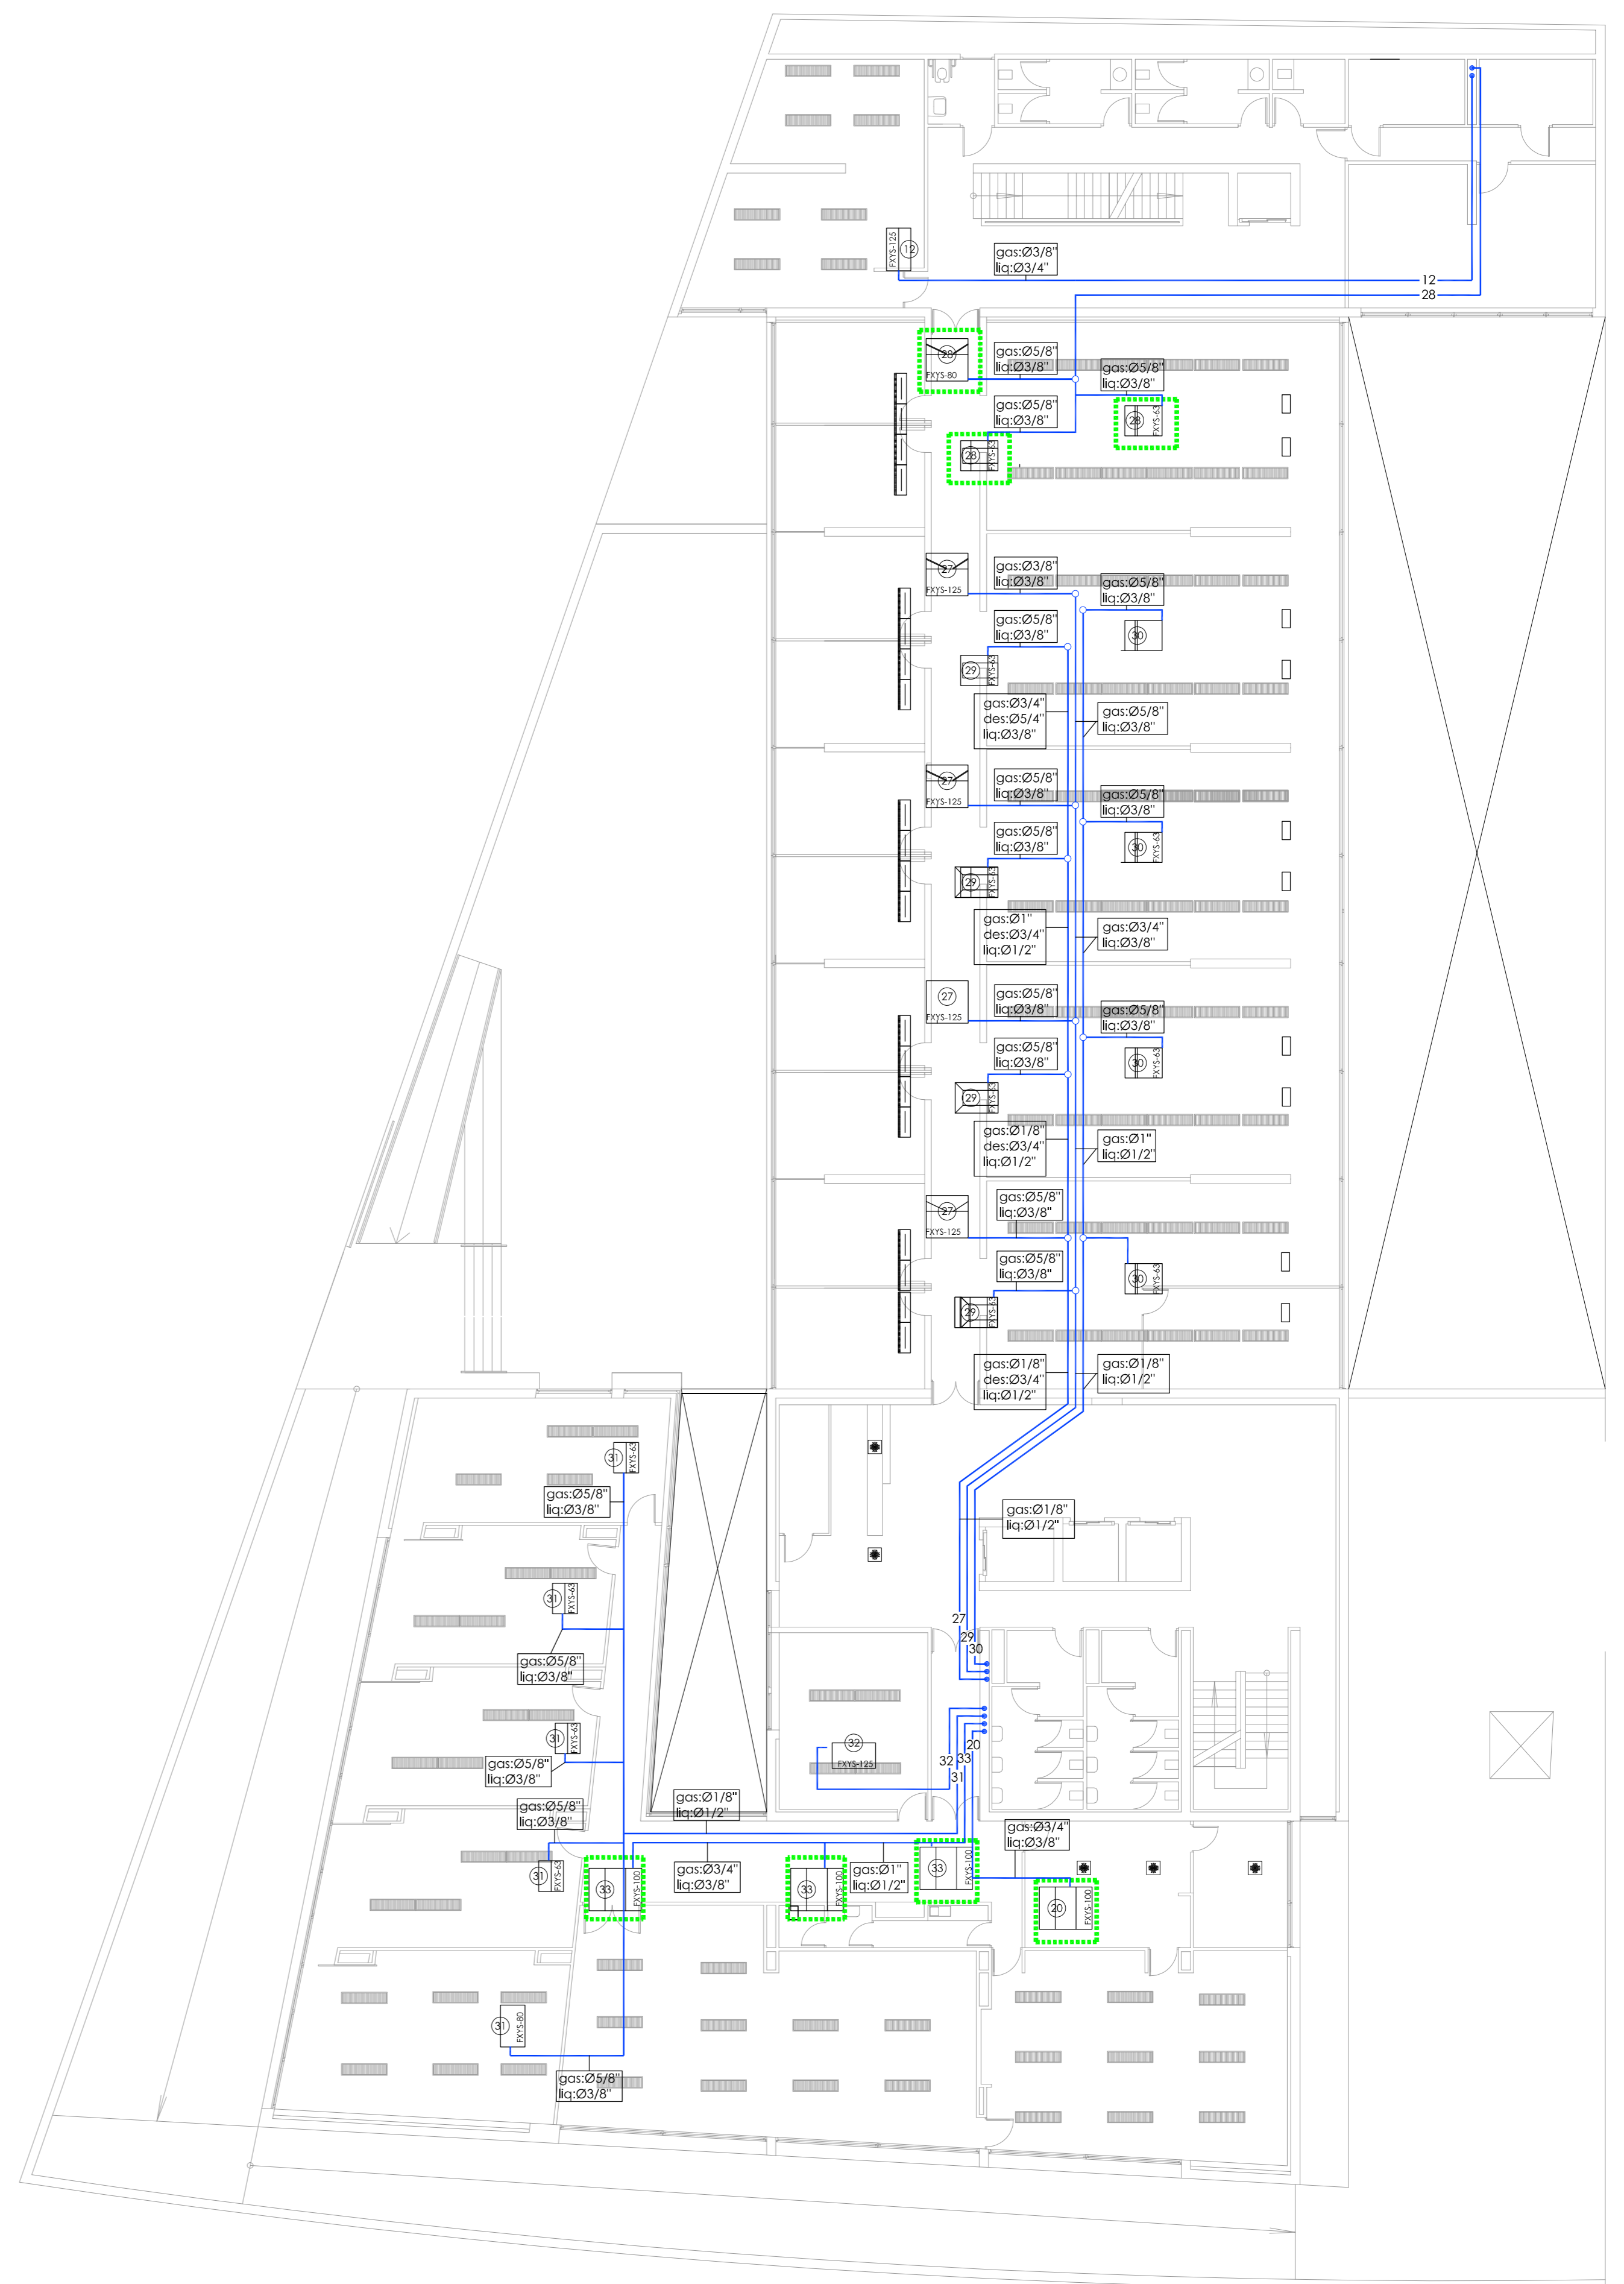 FXYS-125
12
gas:Ø3/8"
liq:Ø3/4"
12
28
28
FXYS-80
gas:Ø5/8"
liq:Ø3/8"
gas:Ø5/8"
liq:Ø3/8"
gas:Ø5/8"
liq:Ø3/8"
28
FXYS-63
28
FXYS-63
27
FXYS-125
gas:Ø3/8"
liq:Ø3/8"
gas:Ø5/8"
liq:Ø3/8"
gas:Ø5/8"
liq:Ø3/8"
30
29
FXYS-63
gas:Ø3/4"
des:Ø5/4"
liq:Ø3/8"
gas:Ø5/8"
liq:Ø3/8"
27
FXYS-125
gas:Ø5/8"
liq:Ø3/8"
gas:Ø5/8"
liq:Ø3/8"
gas:Ø5/8"
liq:Ø3/8"
30
FXYS-63
29
FXYS-63
gas:Ø1"
des:Ø3/4"
liq:Ø1/2"
gas:Ø3/4"
liq:Ø3/8"
27
FXYS-125
gas:Ø5/8"
liq:Ø3/8"
gas:Ø5/8"
liq:Ø3/8"
gas:Ø5/8"
liq:Ø3/8"
30
FXYS-63
29
FXYS-63
gas:Ø1/8"
des:Ø3/4"
liq:Ø1/2"
gas:Ø1"
liq:Ø1/2"
27
FXYS-125
gas:Ø5/8"
liq:Ø3/8"
gas:Ø5/8"
liq:Ø3/8"
30
FXYS-63
29
FXYS-63
gas:Ø1/8"
des:Ø3/4"
liq:Ø1/2"
gas:Ø1/8"
liq:Ø1/2"
31
FXYS-63
gas:Ø5/8"
liq:Ø3/8"
gas:Ø1/8"
liq:Ø1/2"
31
FXYS-63
27
29
30
gas:Ø5/8"
liq:Ø3/8"
31
FXYS-63
32
FXYS-125
20
32
33
31
gas:Ø5/8"
liq:Ø3/8"
gas:Ø5/8"
liq:Ø3/8"
gas:Ø1/8"
liq:Ø1/2"
gas:Ø3/4"
liq:Ø3/8"
31
FXYS-63
33
FXYS-100
gas:Ø3/4"
liq:Ø3/8"
33
FXYS-100
gas:Ø1"
liq:Ø1/2"
33
FXYS-100
20
FXYS-100
31
FXYS-80
gas:Ø5/8"
liq:Ø3/8"